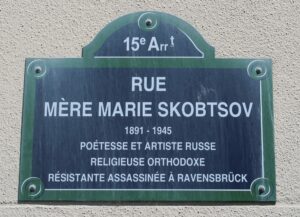 15e Arrt
RUE
MÈRE MARIE SKOBTSOV
1891 - 1945
POÉTESSE ET ARTISTE RUSSE
RELIGIEUSE ORTHODOXE
RÉSISTANTE ASSASSINÉE À RAVENSBRÜCK